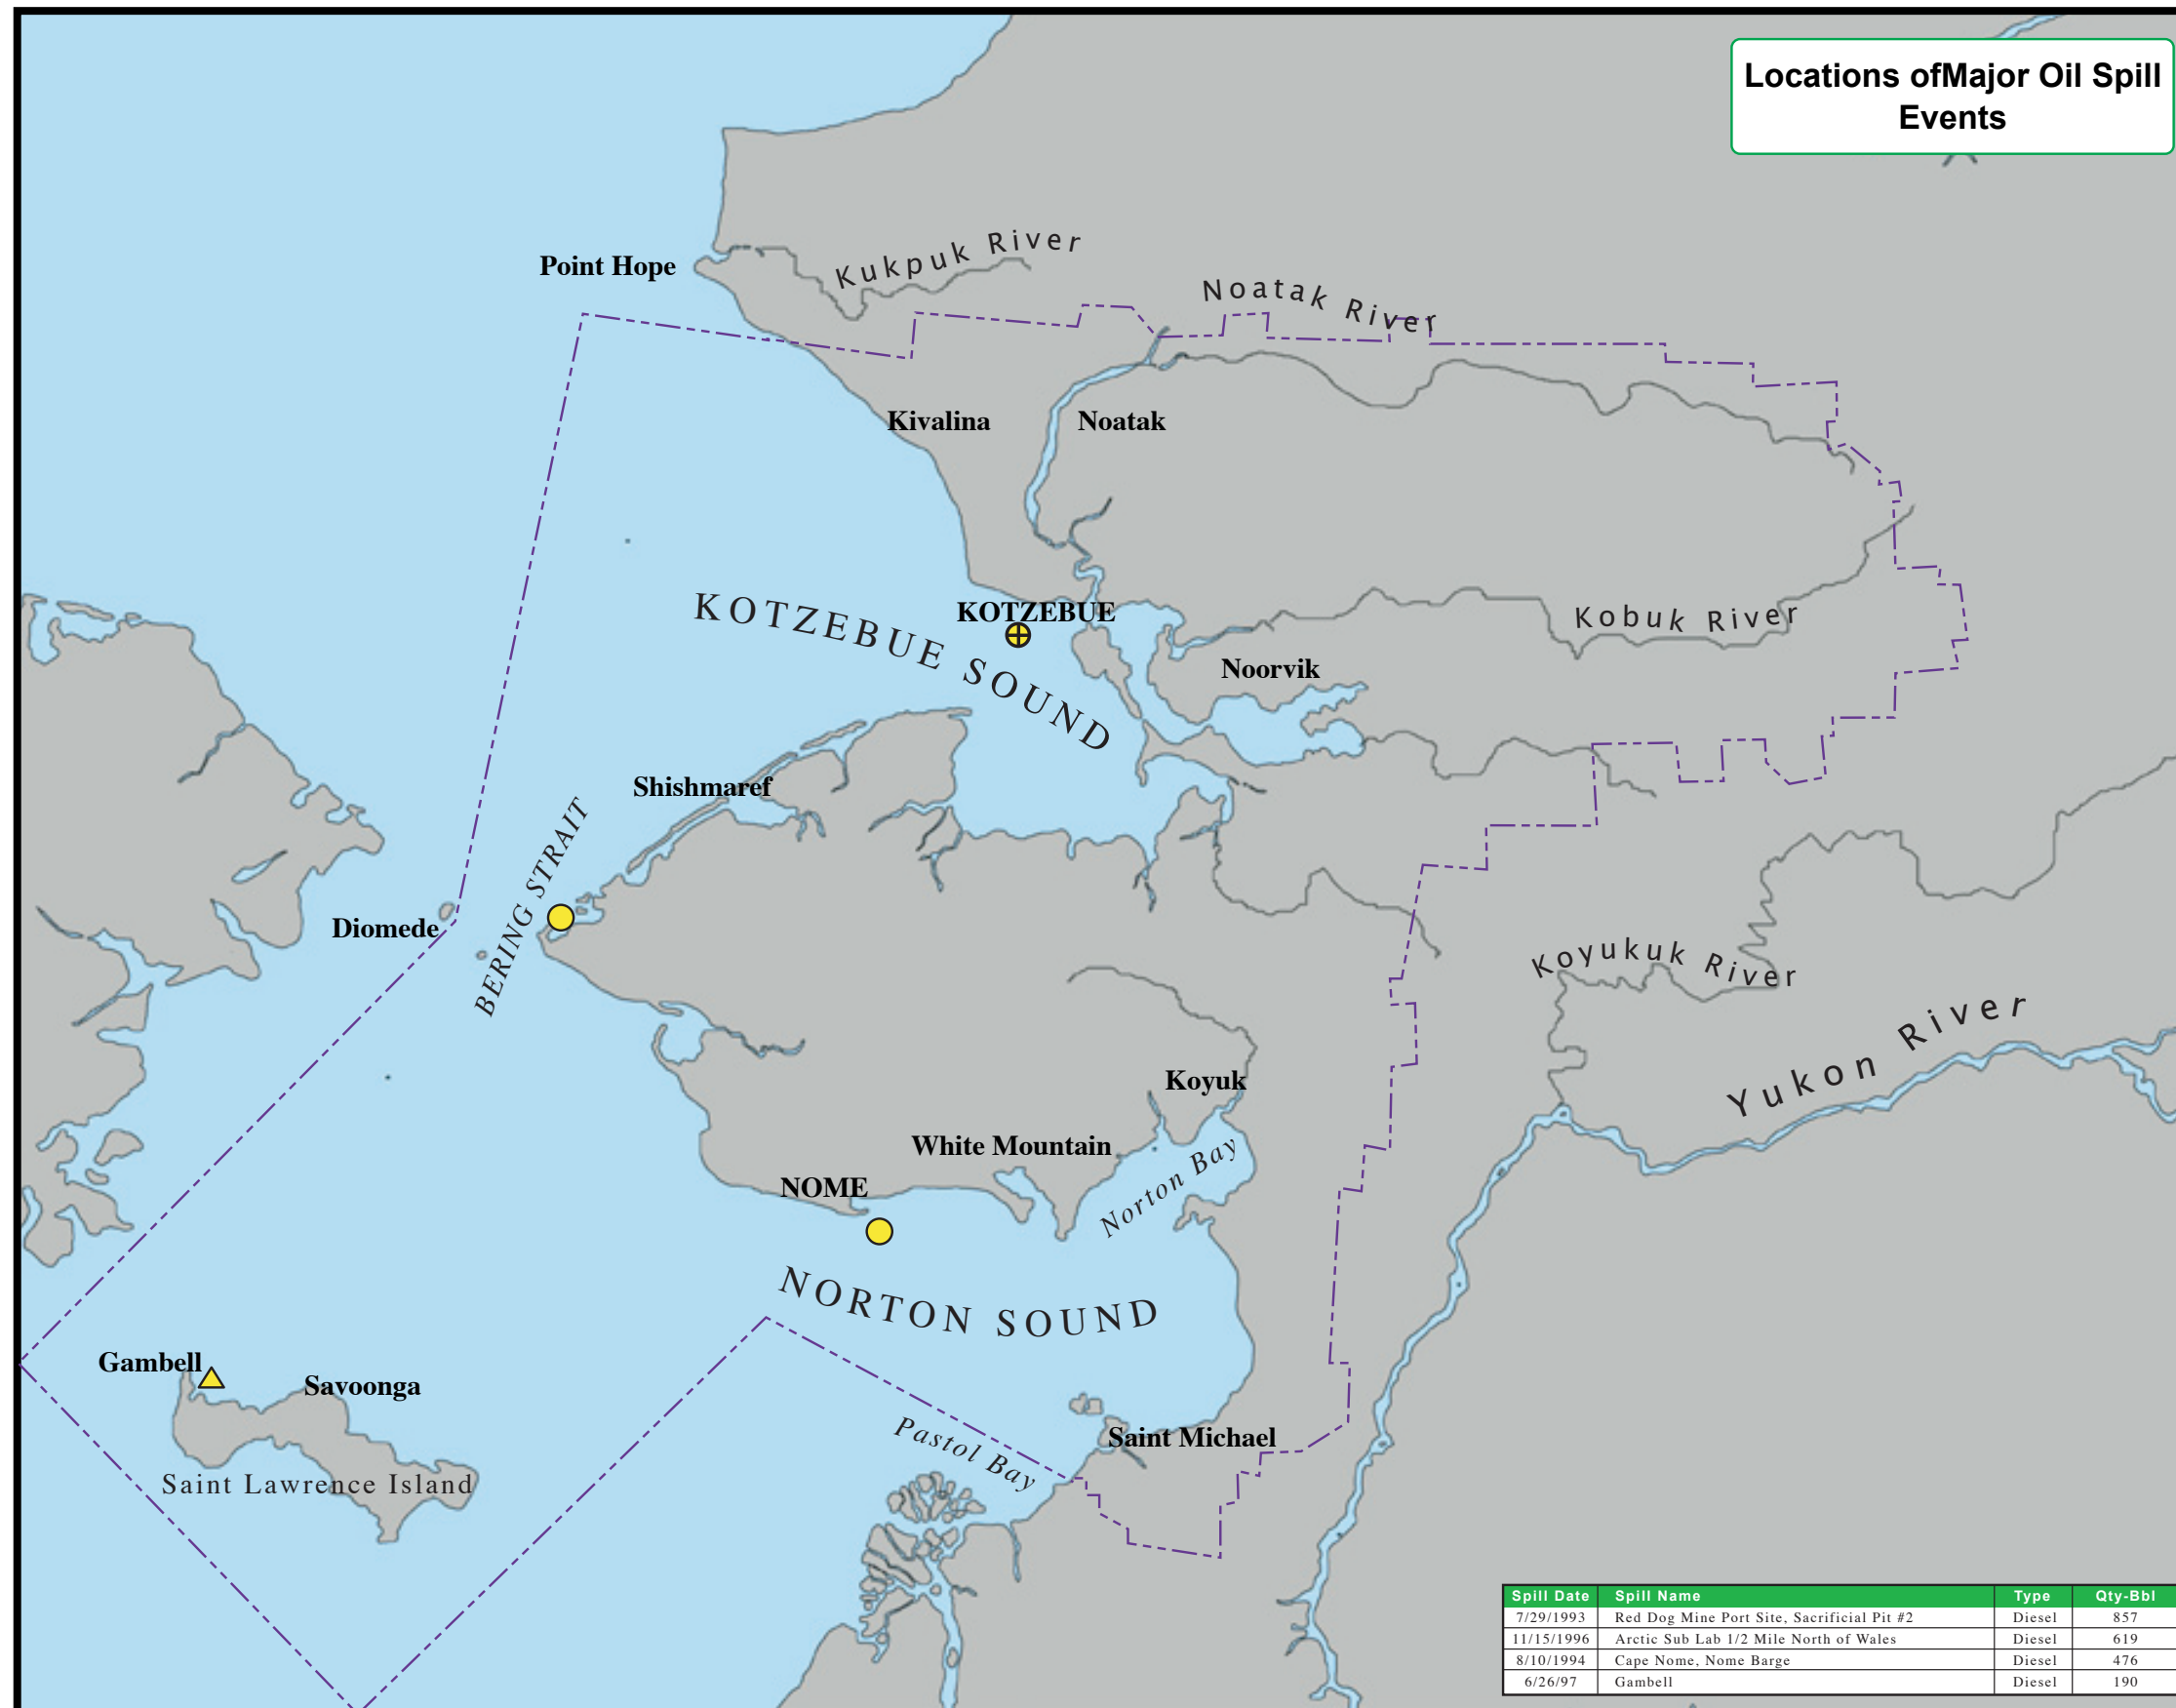 Locations ofMajor Oil Spill
Events
Kukpuk River
Point Hope
Noatak River
Kivalina
Noatak
KOTZEBUE SOUND
KOTZEBUE
Kobuk River
Noorvik
Shishmaref
BERING STRAIT
Diomede
Koyukuk River
Yukon River
Koyuk
White Mountain
Norton Bay
NOME
NORTON SOUND
Gambell
Savoonga
Pastol Bay
Saint Michael
Saint Lawrence Island
Spill Date Spill Name Type Qty-Bbl
7/29/1993 Red Dog Mine Port Site, Sacrificial Pit #2 Diesel 857
11/15/1996 Arctic Sub Lab 1/2 Mile North of Wales Diesel 619
8/10/1994 Cape Nome, Nome Barge Diesel 476
6/26/97 Gambell Diesel 190